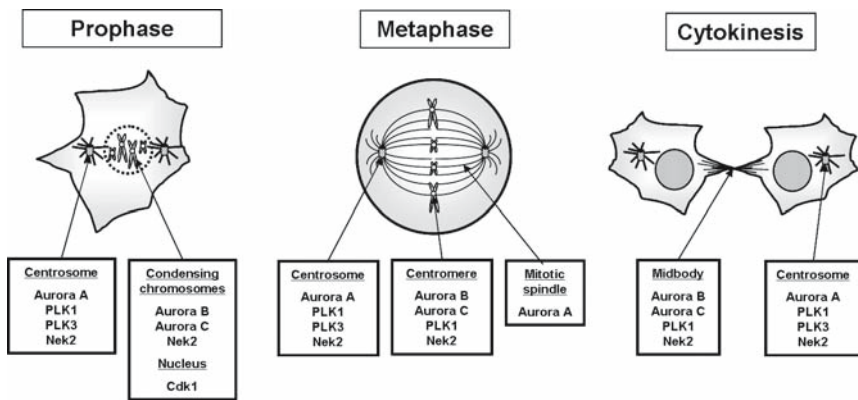 Prophase
Metaphase
Cytokinesis
Centrosome
Aurora A
PLK1
PLK3
Nek2
Condensing
chromosomes
Aurora B
Aurora C
Nek2
Nucleus
Cdk1
Centrosome
Aurora A
PLK1
PLK3
Nek2
Centromere
Aurora B
Aurora C
PLK1
Nek2
Mitotic
spindle
Aurora A
Midbody
Aurora B
Aurora C
PLK1
Nek2
Centrosome
Aurora A
PLK1
PLK3
Nek2